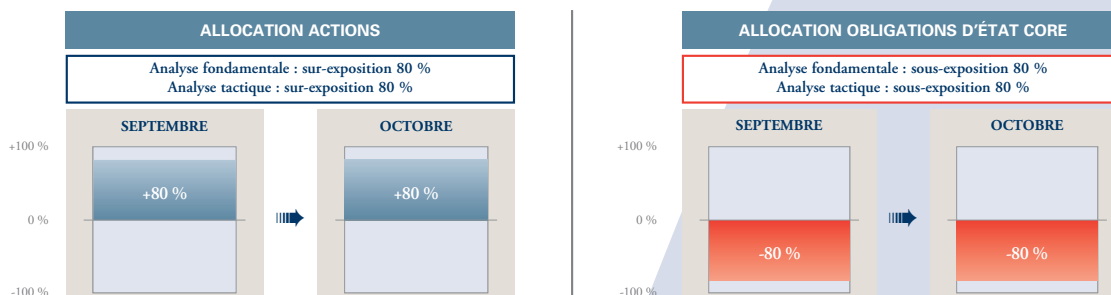 ALLOCATION ACTIONS
Analyse fondamentale : sur-exposition 80 %
Analyse tactique : sur-exposition 80 %
SEPTEMBRE
OCTOBRE
+100 %
+80 %
+80 %
0 %
-100 %
ALLOCATION OBLIGATIONS D'ÉTAT CORE
Analyse fondamentale : sous-exposition 80 %
Analyse tactique : sous-exposition 80 %
SEPTEMBRE
OCTOBRE
+100 %
0 %
-80 %
-80 %
-100 %